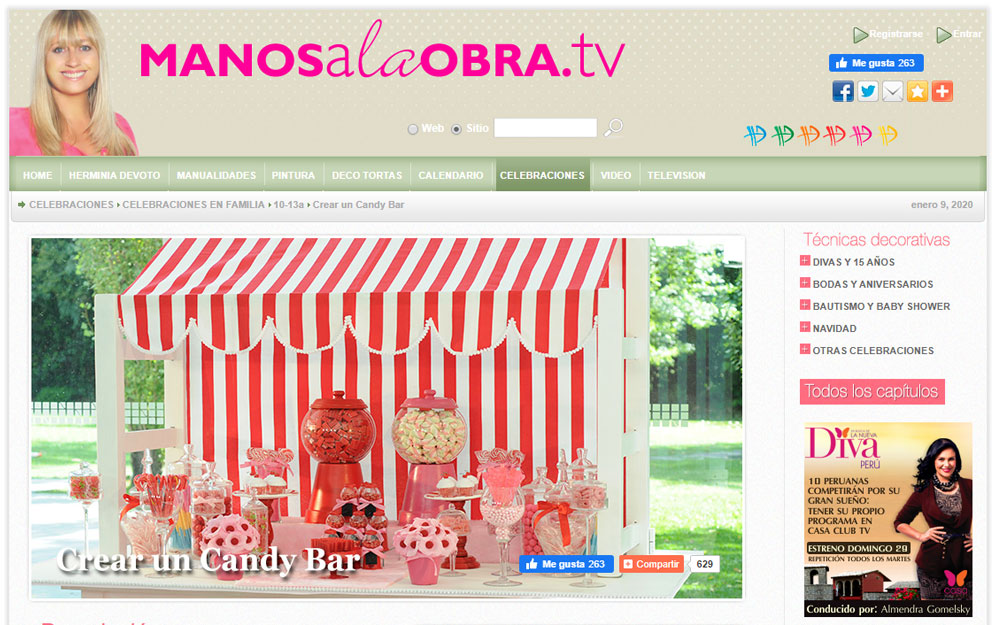 MANOSalaOBRA.tv
Registrarse
Entrar
Me gusta 263
Web
Sitio
HOME
HERMINIA DEVOTO
MANUALIDADES
PINTURA
DECO TORTAS
CALENDARIO
CELEBRACIONES
VIDEO
TELEVISION
CELEBRACIONES CELEBRACIONES EN FAMILIA 10-13a Crear un Candy Bar
enero 9, 2020
Crear un Candy Bar
Me gusta 263
Compartir
629
Técnicas decorativas
DIVAS Y 15 AÑOS
BODAS Y ANIVERSARIOS
BAUTISMO Y BABY SHOWER
NAVIDAD
OTRAS CELEBRACIONES
Todos los capítulos
LA NUEVA
Diva
PERÚ
10 PERUANAS
COMPETIRÁN POR SU
GRAN SUEÑO:
TENER SU PROPIO
PROGRAMA EN
CASA CLUB TV
ESTRENO DOMINGO 29
REPETICIÓN TODOS LOS MARTES
casa
Conducido por: Almendra Gomelsky